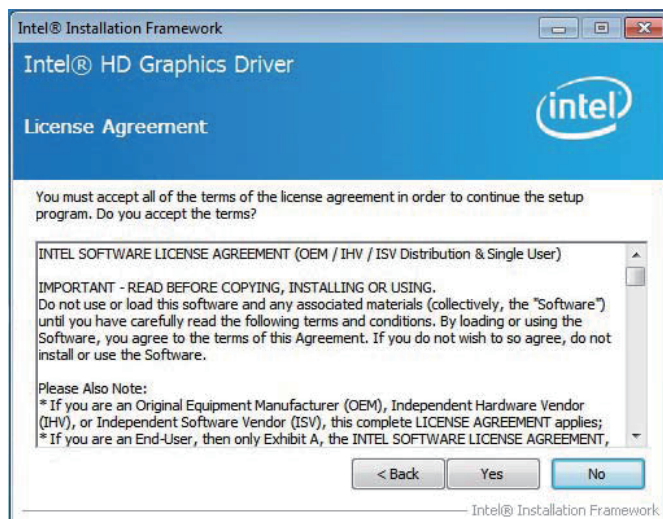 Intel® Installation Framework
Intel® HD Graphics Driver
intel
License Agreement
You must accept all of the terms of the license agreement in order to continue the setup
program. Do you accept the terms?
INTEL SOFTWARE LICENSE AGREEMENT (OEM / IHV / ISV Distribution & Single User)
IMPORTANT - READ BEFORE COPYING, INSTALLING OR USING.
Do not use or load this software and any associated materials (collectively, the "Software")
until you have carefully read the following terms and conditions. By loading or using the
Software, you agree to the terms of this Agreement. If you do not wish to so agree, do not
install or use the Software.
Please Also Note:
* If you are an Original Equipment Manufacturer (OEM), Independent Hardware Vendor
(IHV), or Independent Software Vendor (ISV), this complete LICENSE AGREEMENT applies;
* If you are an End-User, then only Exhibit A, the INTEL SOFTWARE LICENSE AGREEMENT,
< Back Yes No
Intel® Installation Framework